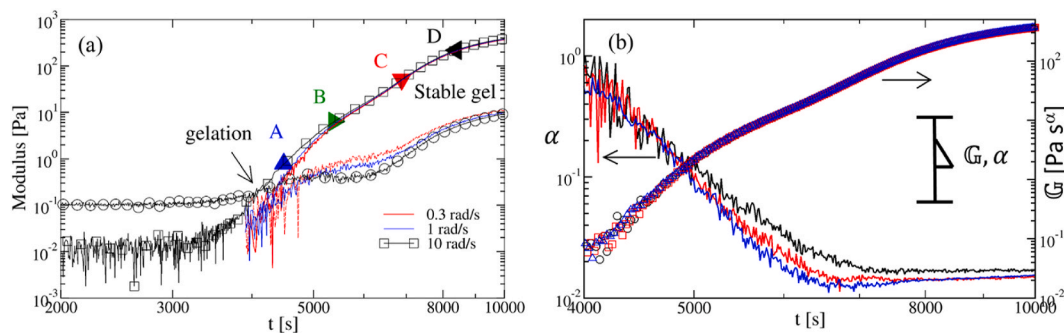 (a)
Modulus [Pa]
10³
10²
10¹
10⁰
10⁻¹
10⁻²
10⁻³
gelation
A
B
C
D
Stable gel
0.3 rad/s
1 rad/s
10 rad/s
2000 3000 5000 10000
t [s]
(b)
α
10⁰
10⁻¹
10⁻²
𝔾, α
10²
10¹
10⁰
10⁻¹
10⁻²
𝔾 [Pa sᵅ]
4000 5000 8000 10000
t [s]